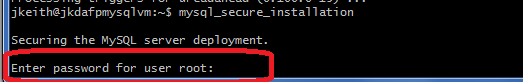 jkeith@jkdafpmysqlvm:~$ mysql_secure_installation
Securing the MySQL server deployment.
Enter password for user root: